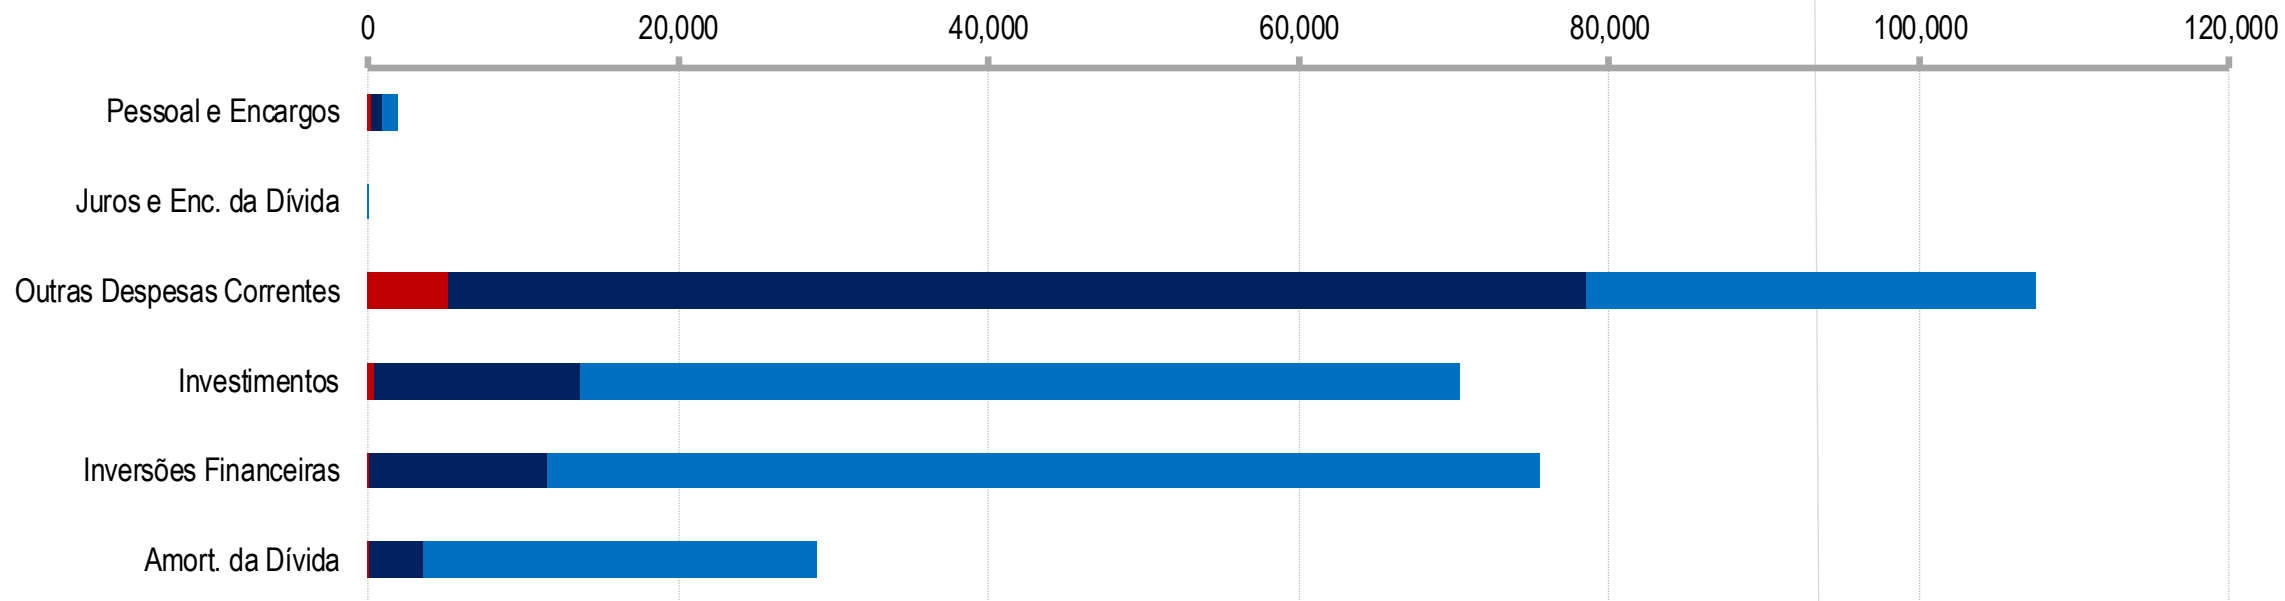 0 20,000 40,000 60,000 80,000 100,000 120,000
Pessoal e Encargos
Juros e Enc. da Dívida
Outras Despesas Correntes
Investimentos
Inversões Financeiras
Amort. da Dívida